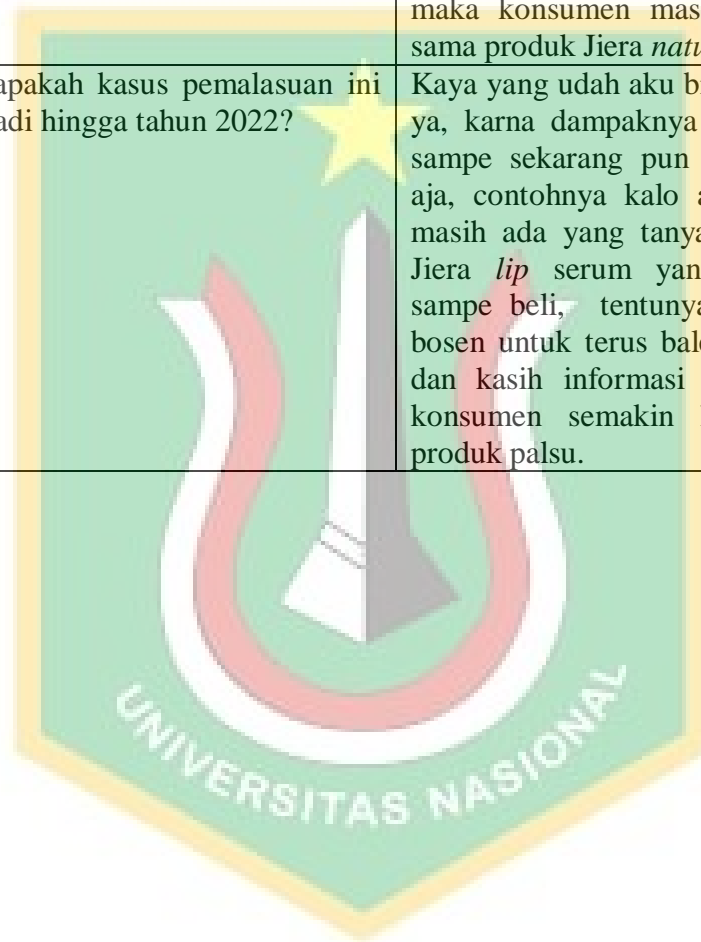 maka konsumen mas
sama produk Jiera
apakah kasus pemalasuan ini
adi hingga tahun 2022?
Kaya yang udah aku
ya, karna dampaknya
sampe sekarang pun
aja, contohnya kalo
masih ada yang tanya
Jiera lip serum yan
sampe beli, tentunya
bosen untuk terus
dan kasih informasi
konsumen semakin
produk palsu.
UNIVERSITAS NASIONAL